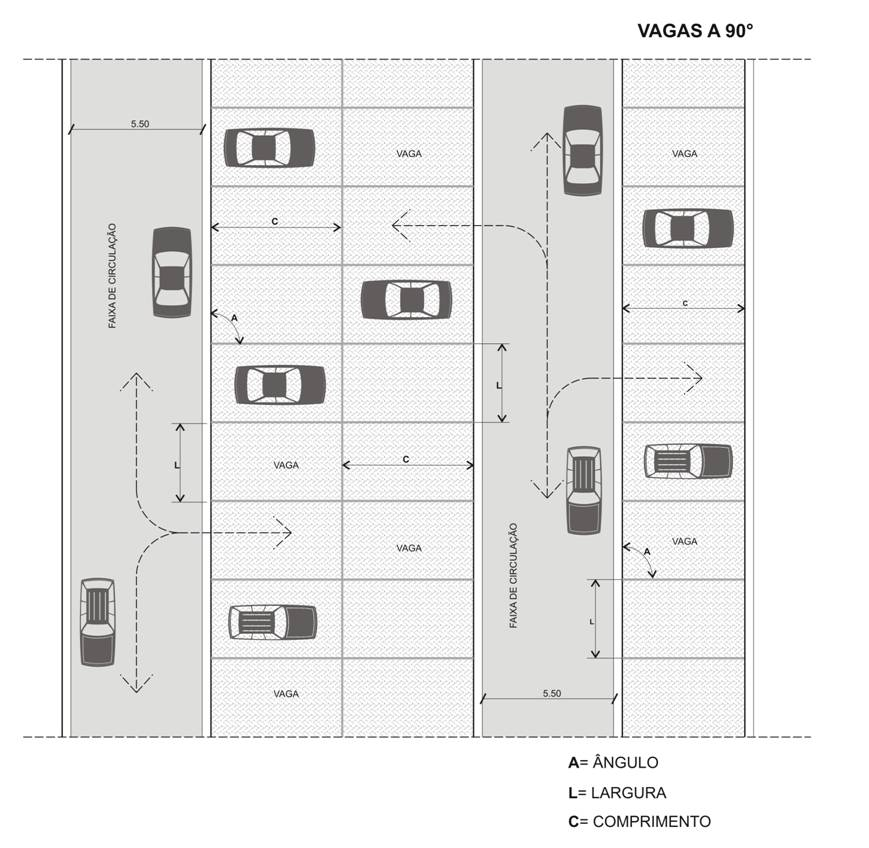 VAGAS A 90°
5.50
VAGA
VAGA
C
FAIXA DE CIRCULAÇÃO
C
A
L
L
VAGA
C
VAGA
VAGA
A
FAIXA DE CIRCULAÇÃO
L
VAGA
5.50
A= ÂNGULO
L= LARGURA
C= COMPRIMENTO